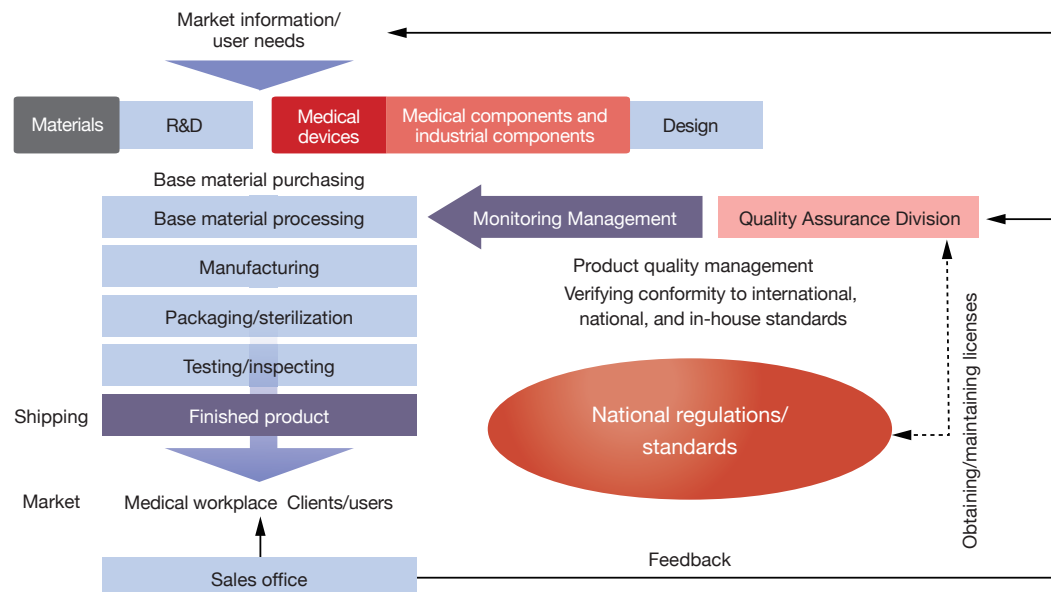 Market information/
user needs
Materials
R&D
Medical
devices
Medical components and
industrial components
Design
Base material purchasing
Base material processing
Monitoring Management
Quality Assurance Division
Manufacturing
Product quality management
Verifying conformity to international,
national, and in-house standards
Packaging/sterilization
Testing/inspecting
Shipping
Finished product
National regulations/
standards
Obtaining/maintaining licenses
Market
Medical workplace Clients/users
Sales office
Feedback